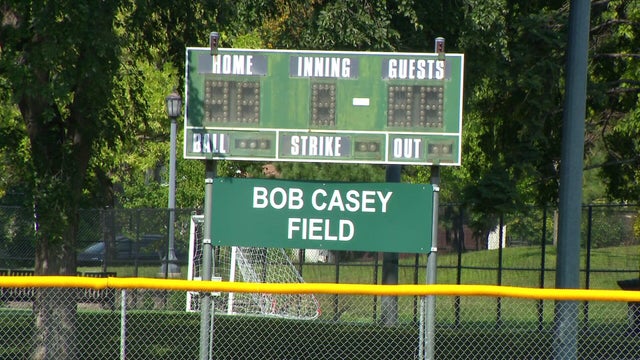 HOME INNING GUESTS
BALL STRIKE OUT
BOB CASEY
FIELD